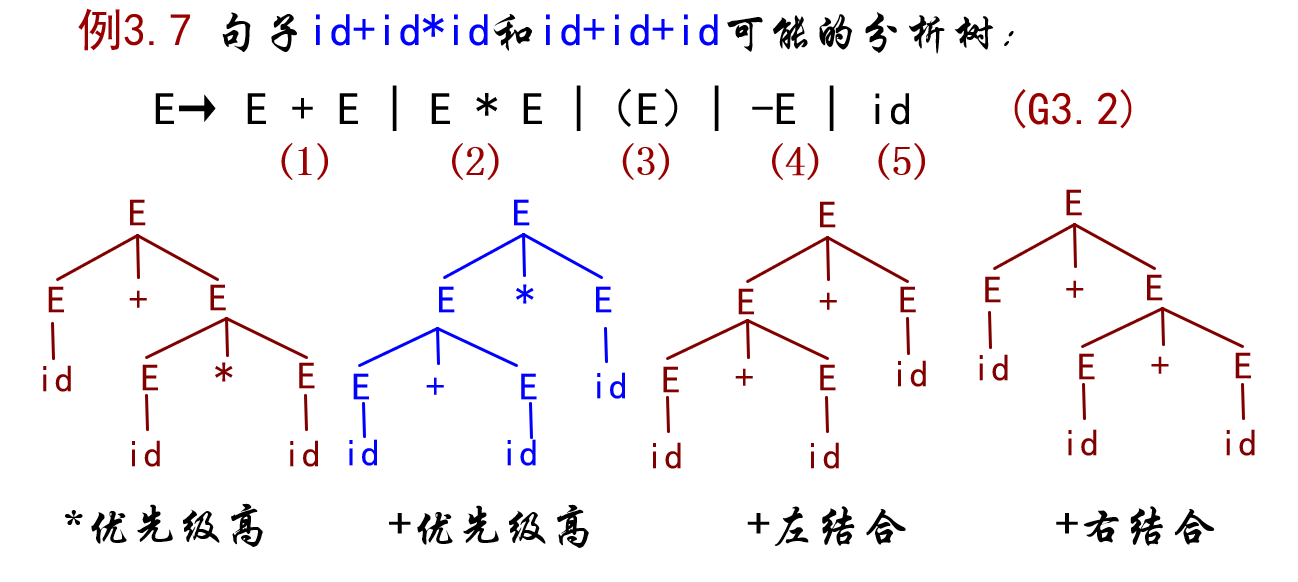 例3.7 句子id+id*id和id+id+id可能的分析树：
E→ E + E | E * E | (E) | -E | id (G3.2)
(1) (2) (3) (4) (5)
E E E E
E + E E * E E + E E + E
id E * E E + E id E + E id id E + E
id id id id id id id id
*优先级高 +优先级高 +左结合 +右结合